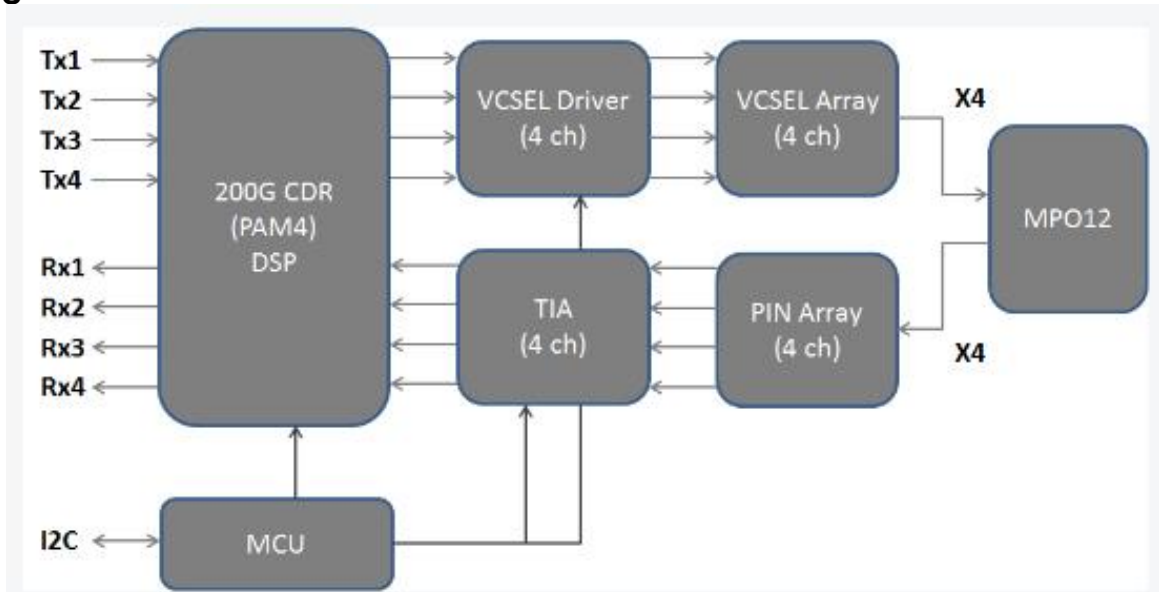 Tx1
Tx2
Tx3
Tx4
200G CDR
(PAM4)
DSP
VCSEL Driver
(4 ch)
VCSEL Array
(4 ch)
X4
MPO12
Rx1
Rx2
Rx3
Rx4
TIA
(4 ch)
PIN Array
(4 ch)
X4
I2C
MCU